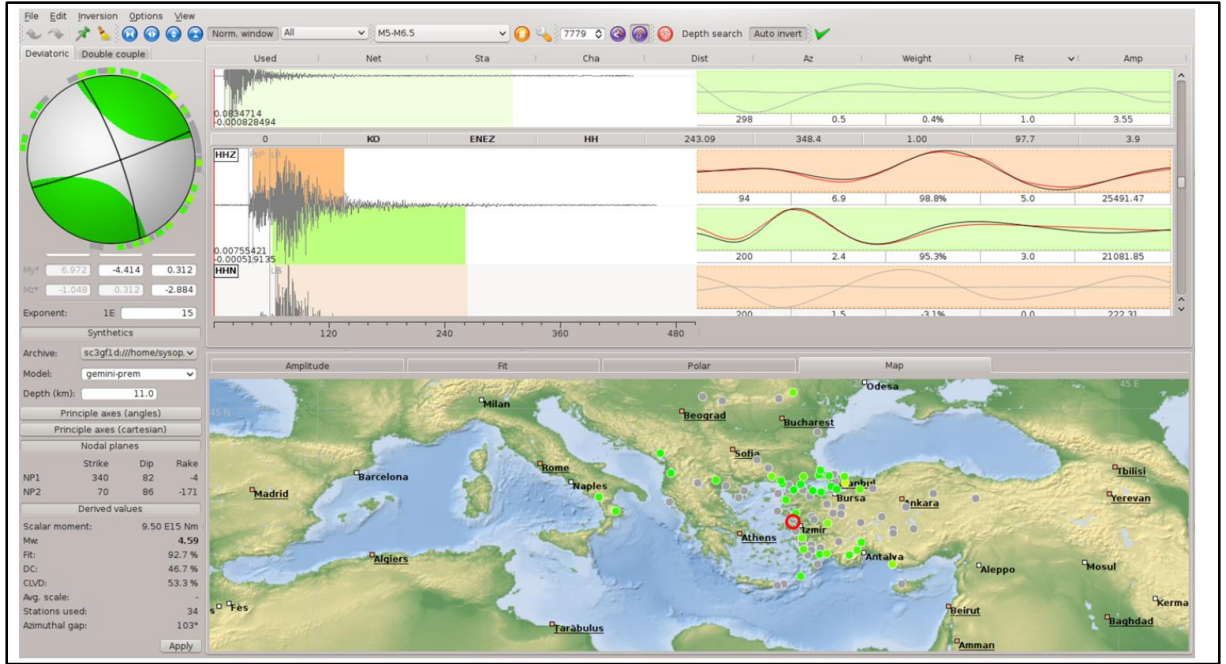 File Edit Inversion Options View
Norm. window All M5-M6.5 7779 Depth search Auto invert
Deviatoric Double couple
Used Net Sta Cha Dist Az Weight Fit Amp
0.0834714
-0.000828494
298 0.5 0.4% 1.0 3.55
0 KO ENEZ HH 243.09 348.4 1.00 97.7 3.9
HHZ
94 6.9 98.8% 5.0 25491.47
0.00755421
-0.000519135
200 2.4 95.3% 3.0 21081.85
HHN
200 1.5 -3.1% 0.0 222.31
120 240 360 480
My* 6.972 -4.414 0.312
Mz* -1.048 0.312 -2.884
Exponent: 1E 15
Synthetics
Archive: sc3gf1d:///home/sysop,
Model: gemini-prem
Depth (km): 11.0
Principle axes (angles)
Principle axes (cartesian)
Nodal planes
Strike Dip Rake
NP1 340 82 -4
NP2 70 86 -171
Derived values
Scalar moment: 9.50 E15 Nm
Mw: 4.59
Fit: 92.7 %
DC: 46.7 %
CLVD: 53.3 %
Avg. scale: -
Stations used: 34
Azimuthal gap: 103°
Apply
Amplitude Fit Polar Map
45 N
45 E
Odesa
Milan
Beograd
Bucharest
Sofia
Rome
Barcelona
Naples
Madrid
Bursa
Ankara
Tbilisi
Yerevan
Izmir
Athens
Algiers
Antalya
Aleppo
Mosul
Fes
Kerma
Beirut
Baghdad
Tarābulus
Amman